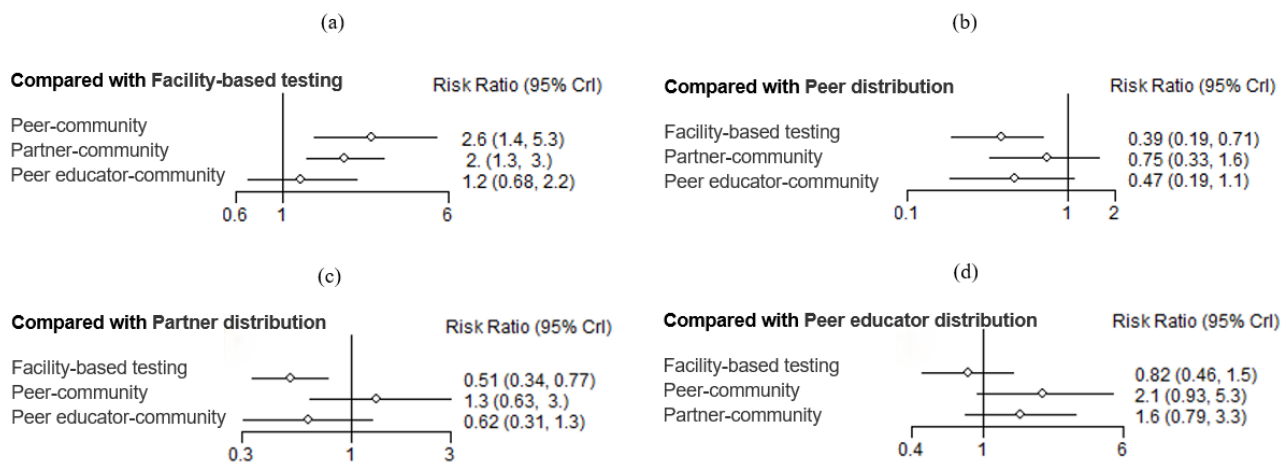 (a)
Compared with Facility-based testing
Risk Ratio (95% CrI)
Peer-community
2.6 (1.4, 5.3)
Partner-community
2. (1.3, 3.)
Peer educator-community
1.2 (0.68, 2.2)
0.6 1 6
(b)
Compared with Peer distribution
Risk Ratio (95% CrI)
Facility-based testing
0.39 (0.19, 0.71)
Partner-community
0.75 (0.33, 1.6)
Peer educator-community
0.47 (0.19, 1.1)
0.1 1 2
(c)
Compared with Partner distribution
Risk Ratio (95% CrI)
Facility-based testing
0.51 (0.34, 0.77)
Peer-community
1.3 (0.63, 3.)
Peer educator-community
0.62 (0.31, 1.3)
0.3 1 3
(d)
Compared with Peer educator distribution
Risk Ratio (95% CrI)
Facility-based testing
0.82 (0.46, 1.5)
Peer-community
2.1 (0.93, 5.3)
Partner-community
1.6 (0.79, 3.3)
0.4 1 6